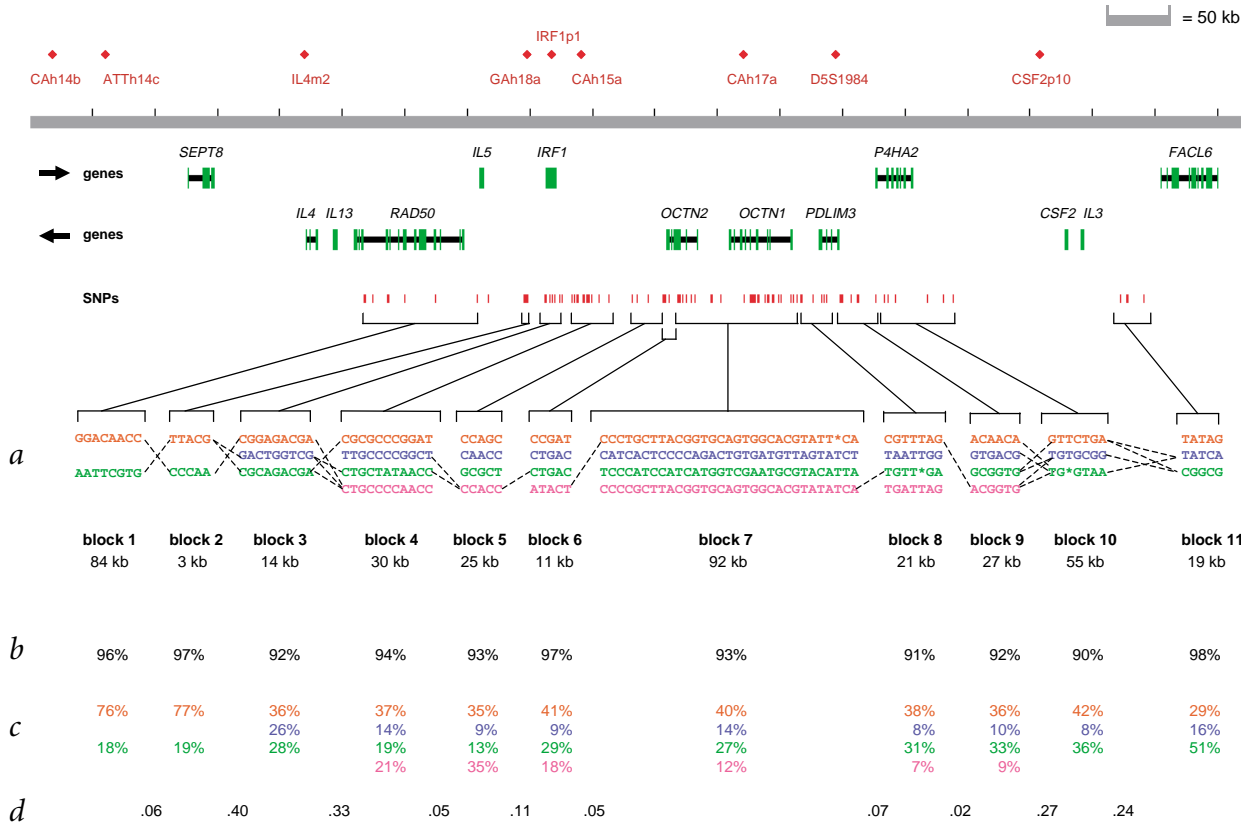 = 50 kb
IRF1p1
CAh14b ATTh14c IL4m2 GAh18a CAh15a CAh17a D5S1984 CSF2p10
SEPT8 IL5 IRF1 P4HA2 FACL6
genes
IL4 IL13 RAD50 OCTN2 OCTN1 PDLIM3 CSF2 IL3
genes
SNPs
a
GGACAACC TTACG CGGAGACGA CGCGCCCGGAT CCAGC CCGAT CCCTGCTTACGGTGCAGTGGCACGTATT*CA CGTTTAG ACAACA GTTCTGA TATAG
GACTGGTCG TTGCCCCGGCT CAACC CTGAC CATCACTCCCCAGACTGTGATGTTAGTATCT TAATTGG GTGACG TGTGCGG TATCA
AATTCGTG CCCAA CGCAGACGA CTGCTATAACC GCGCT CTGAC TCCCATCCATCATGGTCGAATGCGTACATTA TGTT*GA GCGGTG TG*GTAA CGGCG
CTGCCCCAACC CCACC ATACT CCCCGCTTACGGTGCAGTGGCACGTATATCA TGATTAG ACGGTG
block 1 block 2 block 3 block 4 block 5 block 6 block 7 block 8 block 9 block 10 block 11
84 kb 3 kb 14 kb 30 kb 25 kb 11 kb 92 kb 21 kb 27 kb 55 kb 19 kb
b 96% 97% 92% 94% 93% 97% 93% 91% 92% 90% 98%
c
76% 77% 36% 37% 35% 41% 40% 38% 36% 42% 29%
26% 14% 9% 9% 14% 8% 10% 8% 16%
18% 19% 28% 19% 13% 29% 27% 31% 33% 36% 51%
21% 35% 18% 12% 7% 9%
d .06 .40 .33 .05 .11 .05 .07 .02 .27 .24